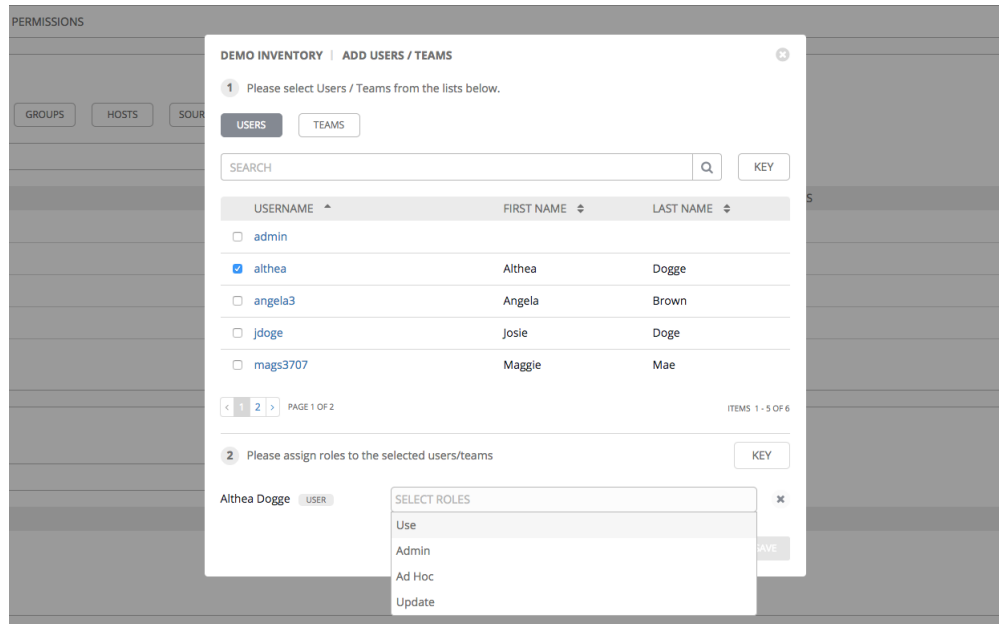 PERMISSIONS
DEMO INVENTORY | ADD USERS / TEAMS
1 Please select Users / Teams from the lists below.
GROUPS HOSTS SOUR
USERS TEAMS
SEARCH KEY
S
USERNAME FIRST NAME LAST NAME
admin
althea Althea Dogge
angela3 Angela Brown
jdoge Josie Doge
mags3707 Maggie Mae
< 1 2 > PAGE 1 OF 2 ITEMS 1 - 5 OF 6
2 Please assign roles to the selected users/teams KEY
Althea Dogge USER SELECT ROLES
Use
Admin
AVE
Ad Hoc
Update